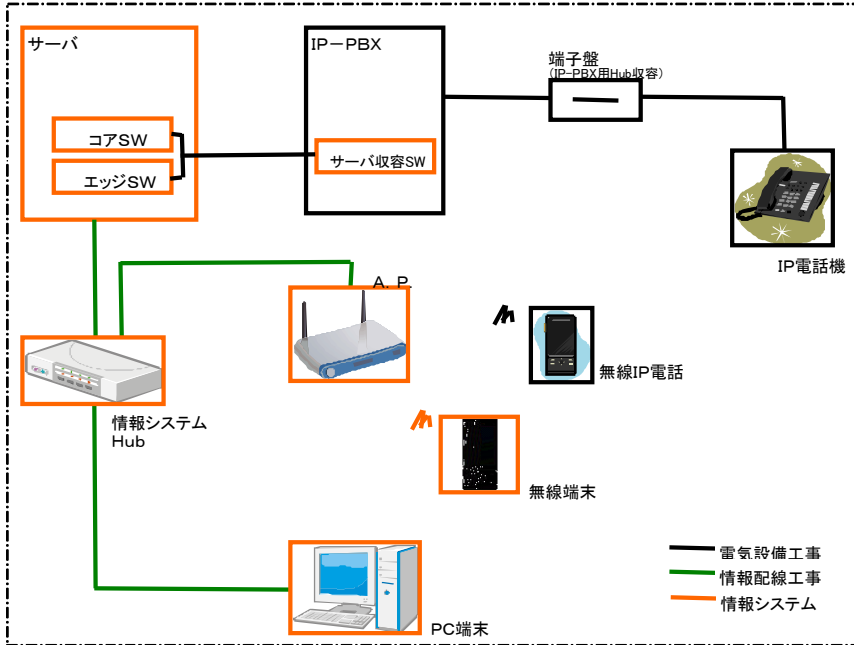 サーバ
IP－PBX
端子盤
（IP-PBX用Hub収容）
コアSW
エッジSW
サーバ収容SW
IP電話機
A．P．
無線IP電話
情報システム
Hub
無線端末
PC端末
電気設備工事
情報配線工事
情報システム